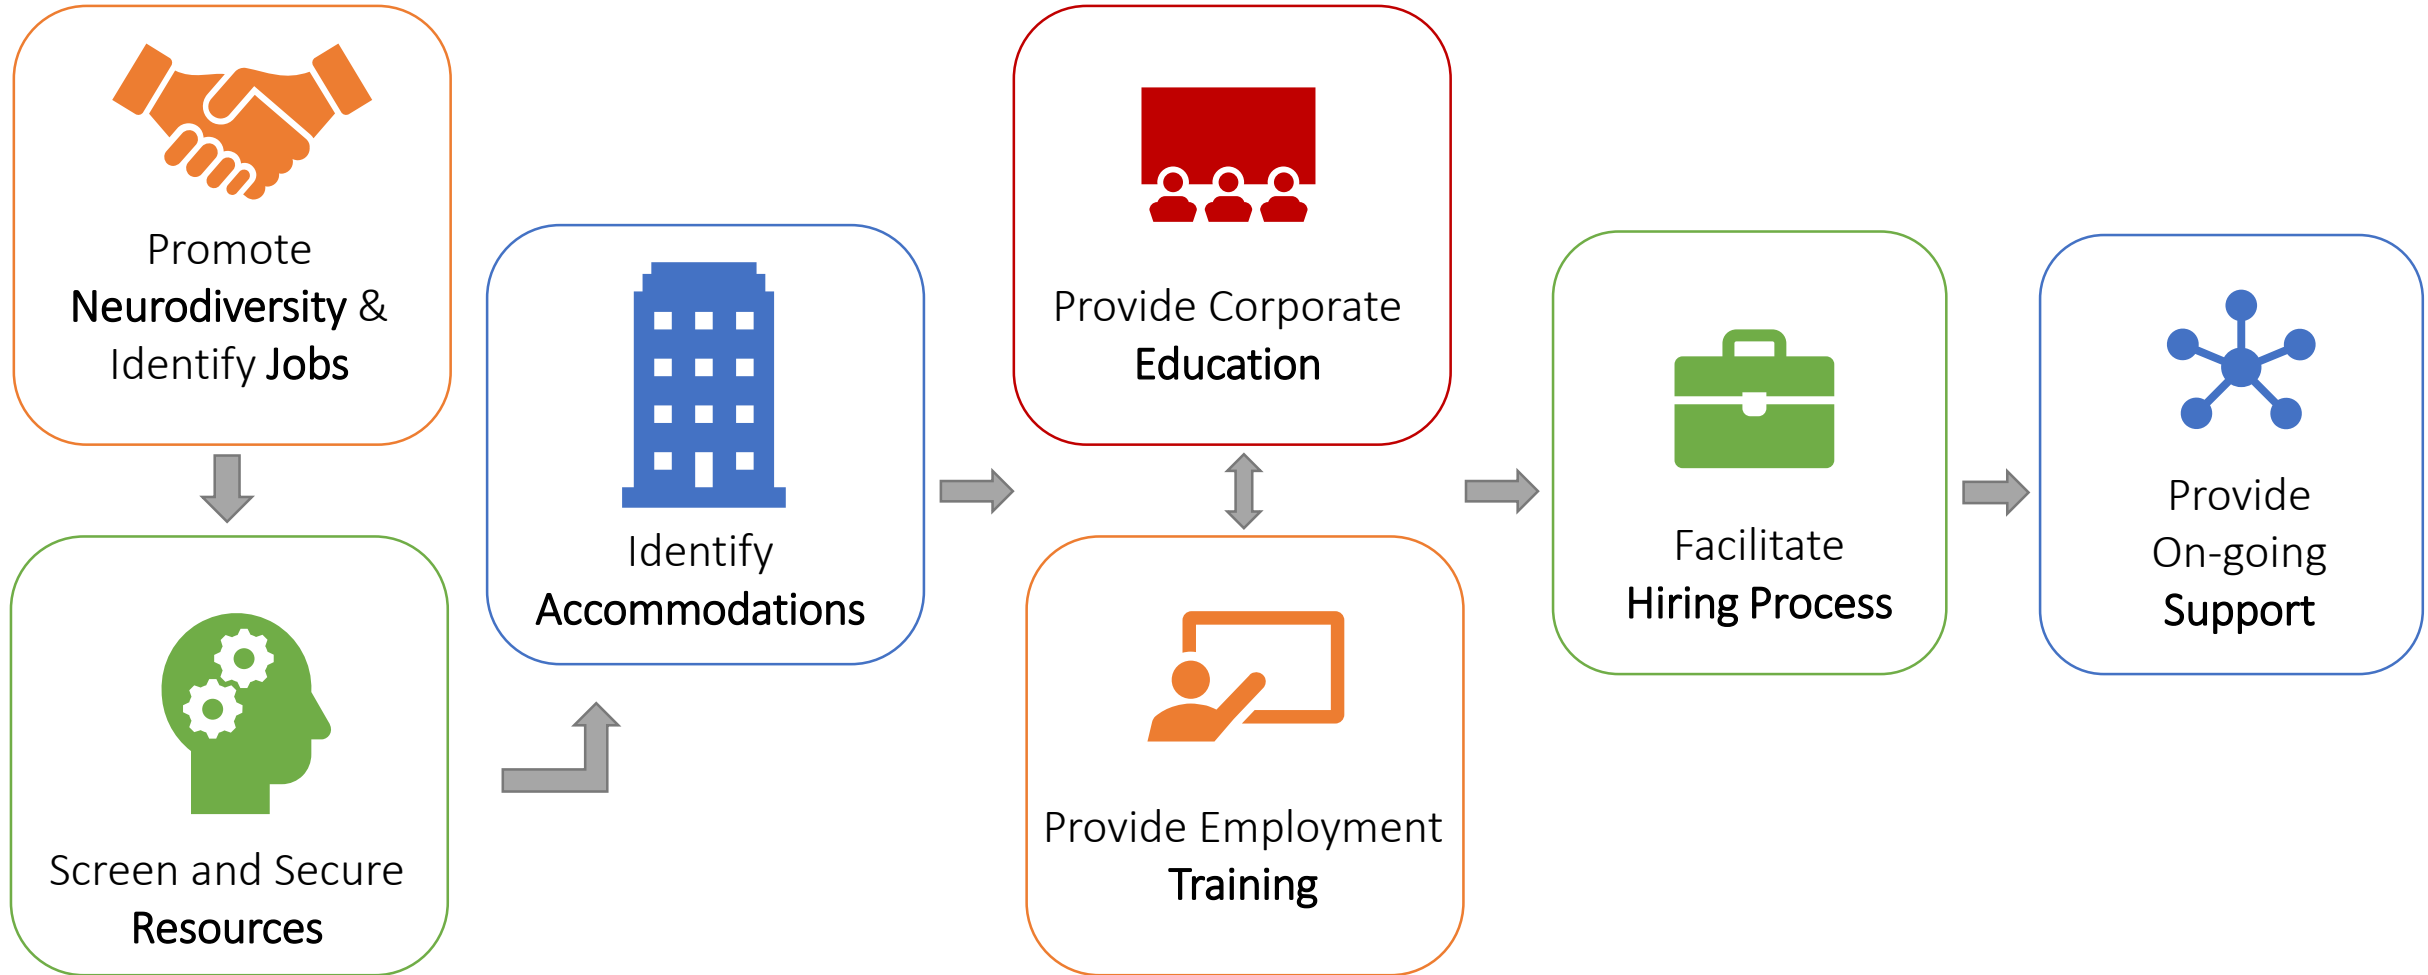 Promote
Neurodiversity &
Identify Jobs
Screen and Secure
Resources
Identify
Accommodations
Provide Corporate
Education
Provide Employment
Training
Facilitate
Hiring Process
Provide
On-going
Support